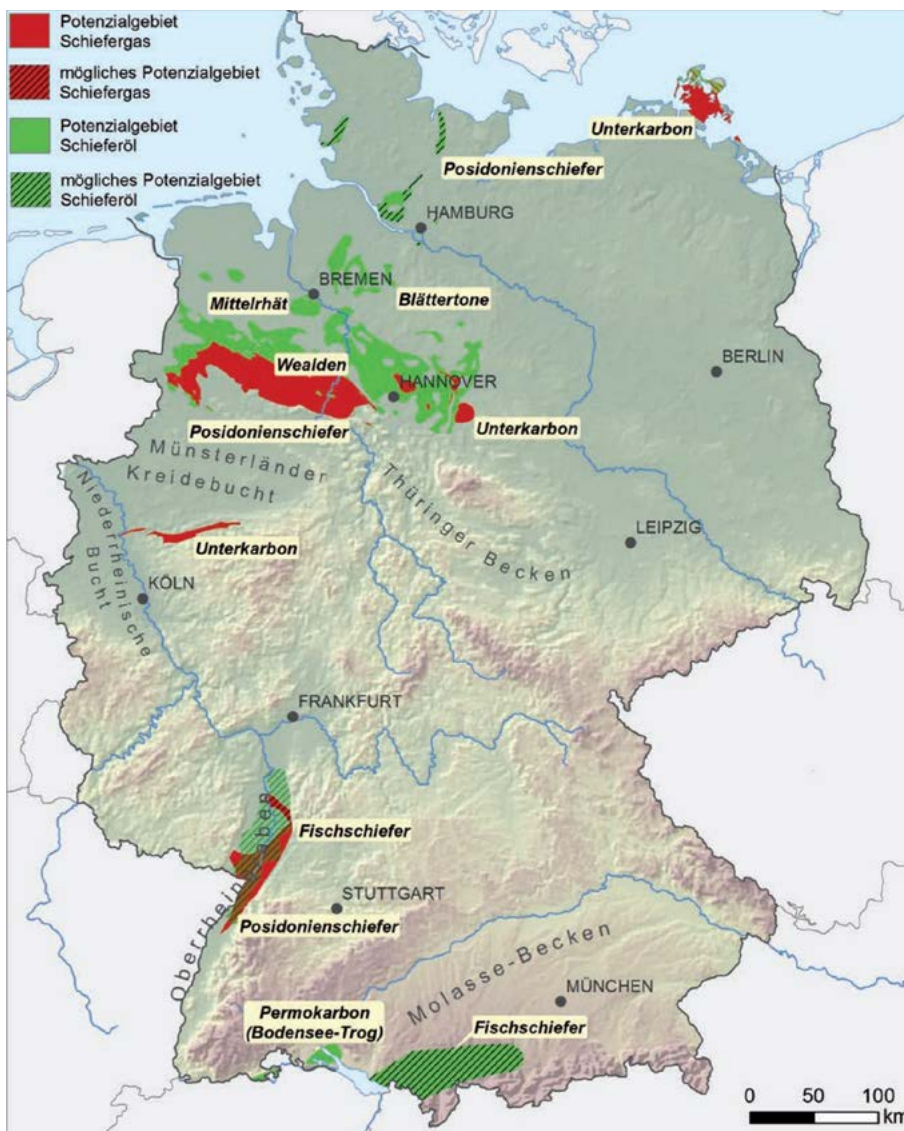 Potenzialgebiet
Schiefergas
mögliches Potenzialgebiet
Schiefergas
Potenzialgebiet
Schieferöl
mögliches Potenzialgebiet
Schieferöl
Unterkarbon
Posidonienschiefer
HAMBURG
BREMEN
Mittelrhät
Blättertone
Wealden
BERLIN
HANNOVER
Posidonienschiefer
Unterkarbon
Münsterländer
Kreidebucht
Thüringer Becken
Niederrheinische
Bucht
Unterkarbon
LEIPZIG
KÖLN
FRANKFURT
Oberrheingraben
Fischschiefer
STUTTGART
Posidonienschiefer
Molasse-Becken
MÜNCHEN
Permokarbon
(Bodensee-Trog)
Fischschiefer
0 50 100
km